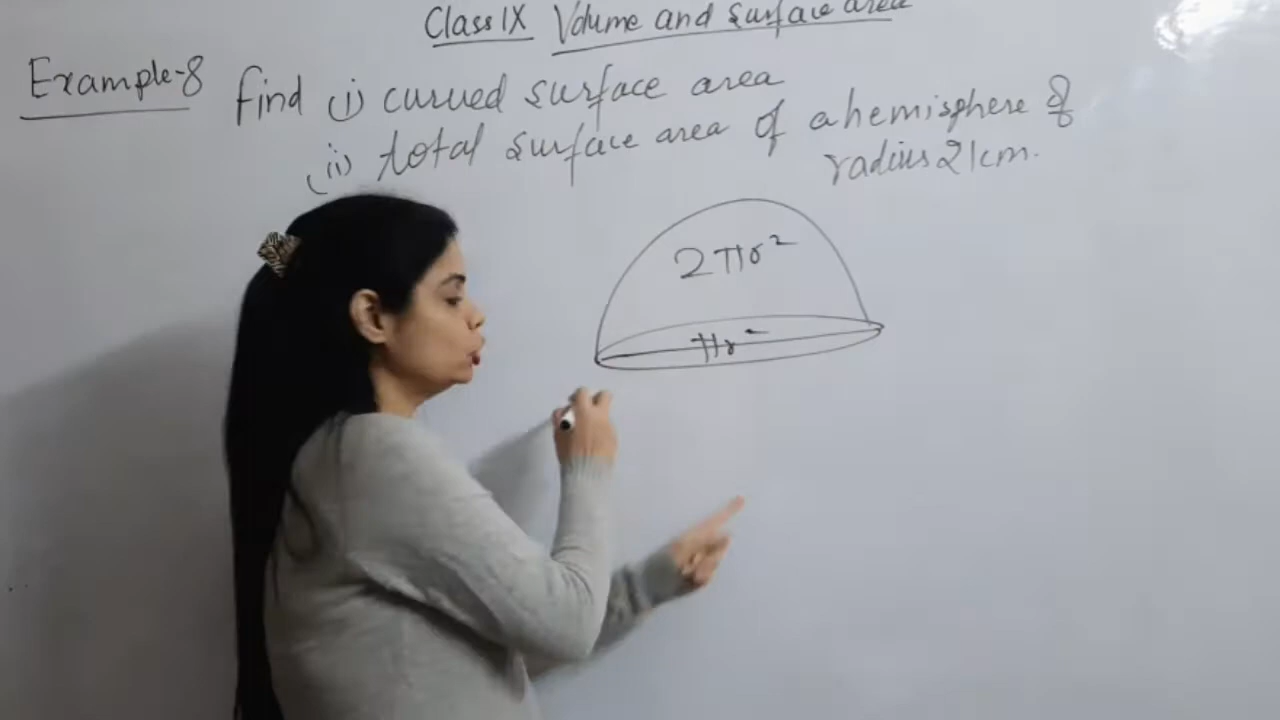 Class IX Volume and surface area
Example-8 find (i) curved surface area
(ii) total surface area of a hemisphere of
radius 21cm.
2πr²
πr²